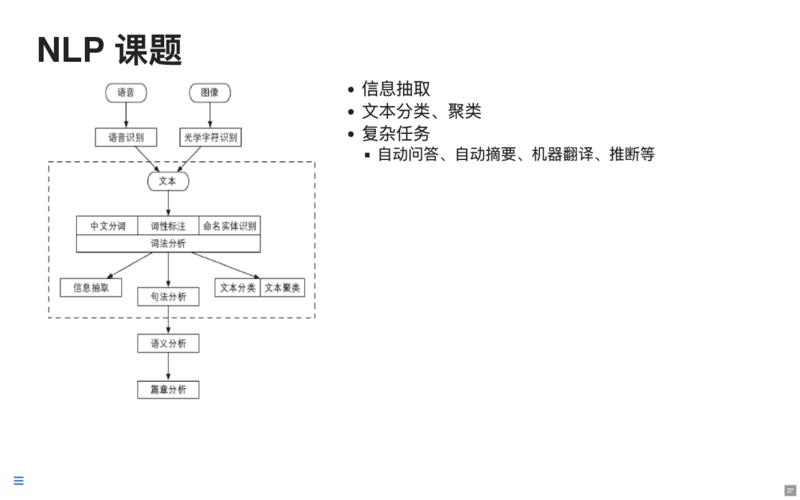 NLP 课题
语音
图像
语音识别
光学字符识别
文本
中文分词
词性标注
命名实体识别
词法分析
信息抽取
句法分析
文本分类
文本聚类
语义分析
篇章分析
• 信息抽取
• 文本分类、聚类
• 复杂任务
▪ 自动问答、自动摘要、机器翻译、推断等
27